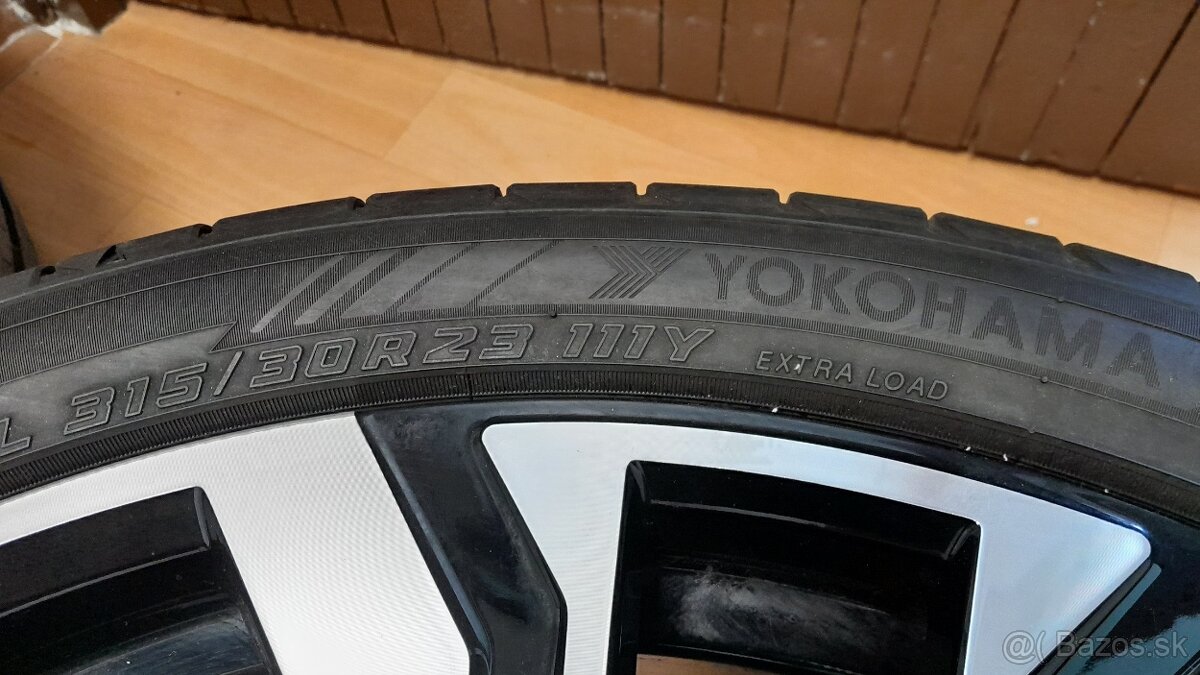 YOKOHAMA
L 315/30R23 111Y EXTRA LOAD
@( Bazos.sk